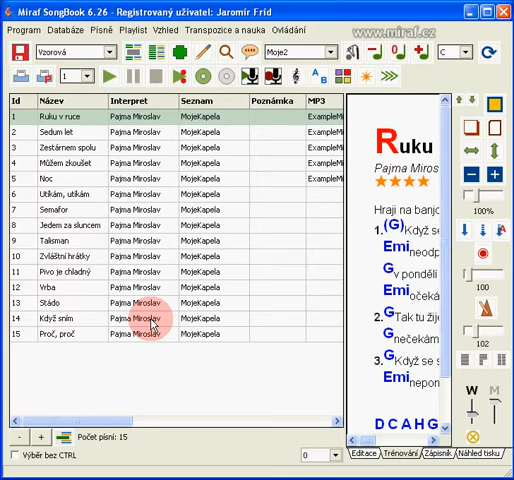 Miraf SongBook 6.26 - Registrovaný uživatel: Jaromír Fríd
Program Databáze Písně Playlist Vzhled Transpozice a nauka Ovládání
www.miraf.cz
Vzorová Moje2 0 C
1 A B
Id Název Interpret Seznam Poznámka MP3
1 Ruku v ruce Pajma Miroslav MojeKapela ExampleMi
2 Sedum let Pajma Miroslav MojeKapela ExampleMi
3 Zestárnem spolu Pajma Miroslav MojeKapela ExampleMi
4 Můžem zkoušet Pajma Miroslav MojeKapela ExampleMi
5 Noc Pajma Miroslav MojeKapela ExampleMi
6 Utíkám, utíkám Pajma Miroslav MojeKapela
7 Semafor Pajma Miroslav MojeKapela
8 Jedem za sluncem Pajma Miroslav MojeKapela
9 Talisman Pajma Miroslav MojeKapela
10 Zvláštní hrátky Pajma Miroslav MojeKapela
11 Pivo je chladný Pajma Miroslav MojeKapela
12 Vrba Pajma Miroslav MojeKapela
13 Stádo Pajma Miroslav MojeKapela
14 Když sním Pajma Miroslav MojeKapela
15 Proč, proč Pajma Miroslav MojeKapela
- + Počet písní: 15
Výběr bez CTRL 0
Ruku
Pajma Miros
Hraji na banjo
1. (G) Když se
Emi neodp
G v pondělí
Emi očeká
2. G Tak tu žije
nečekám
3. G Když se s
Emi nepon
D C A H G
Editace Trénování Zápisník Náhled tisku
100%
A
100
102
W M